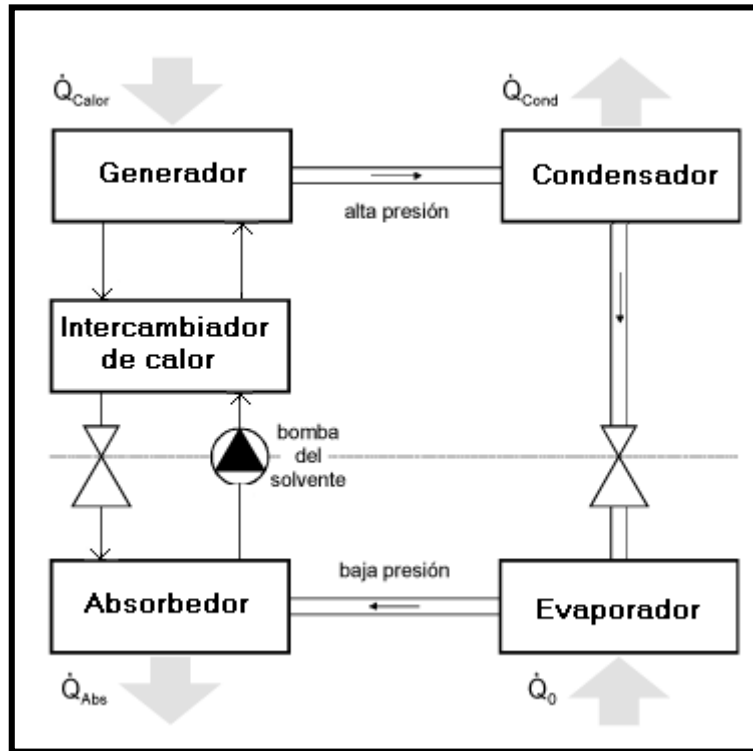 Q̇Calor
Q̇Cond
Generador
Condensador
alta presión
Intercambiador
de calor
bomba
del
solvente
baja presión
Absorbedor
Evaporador
Q̇Abs
Q̇0